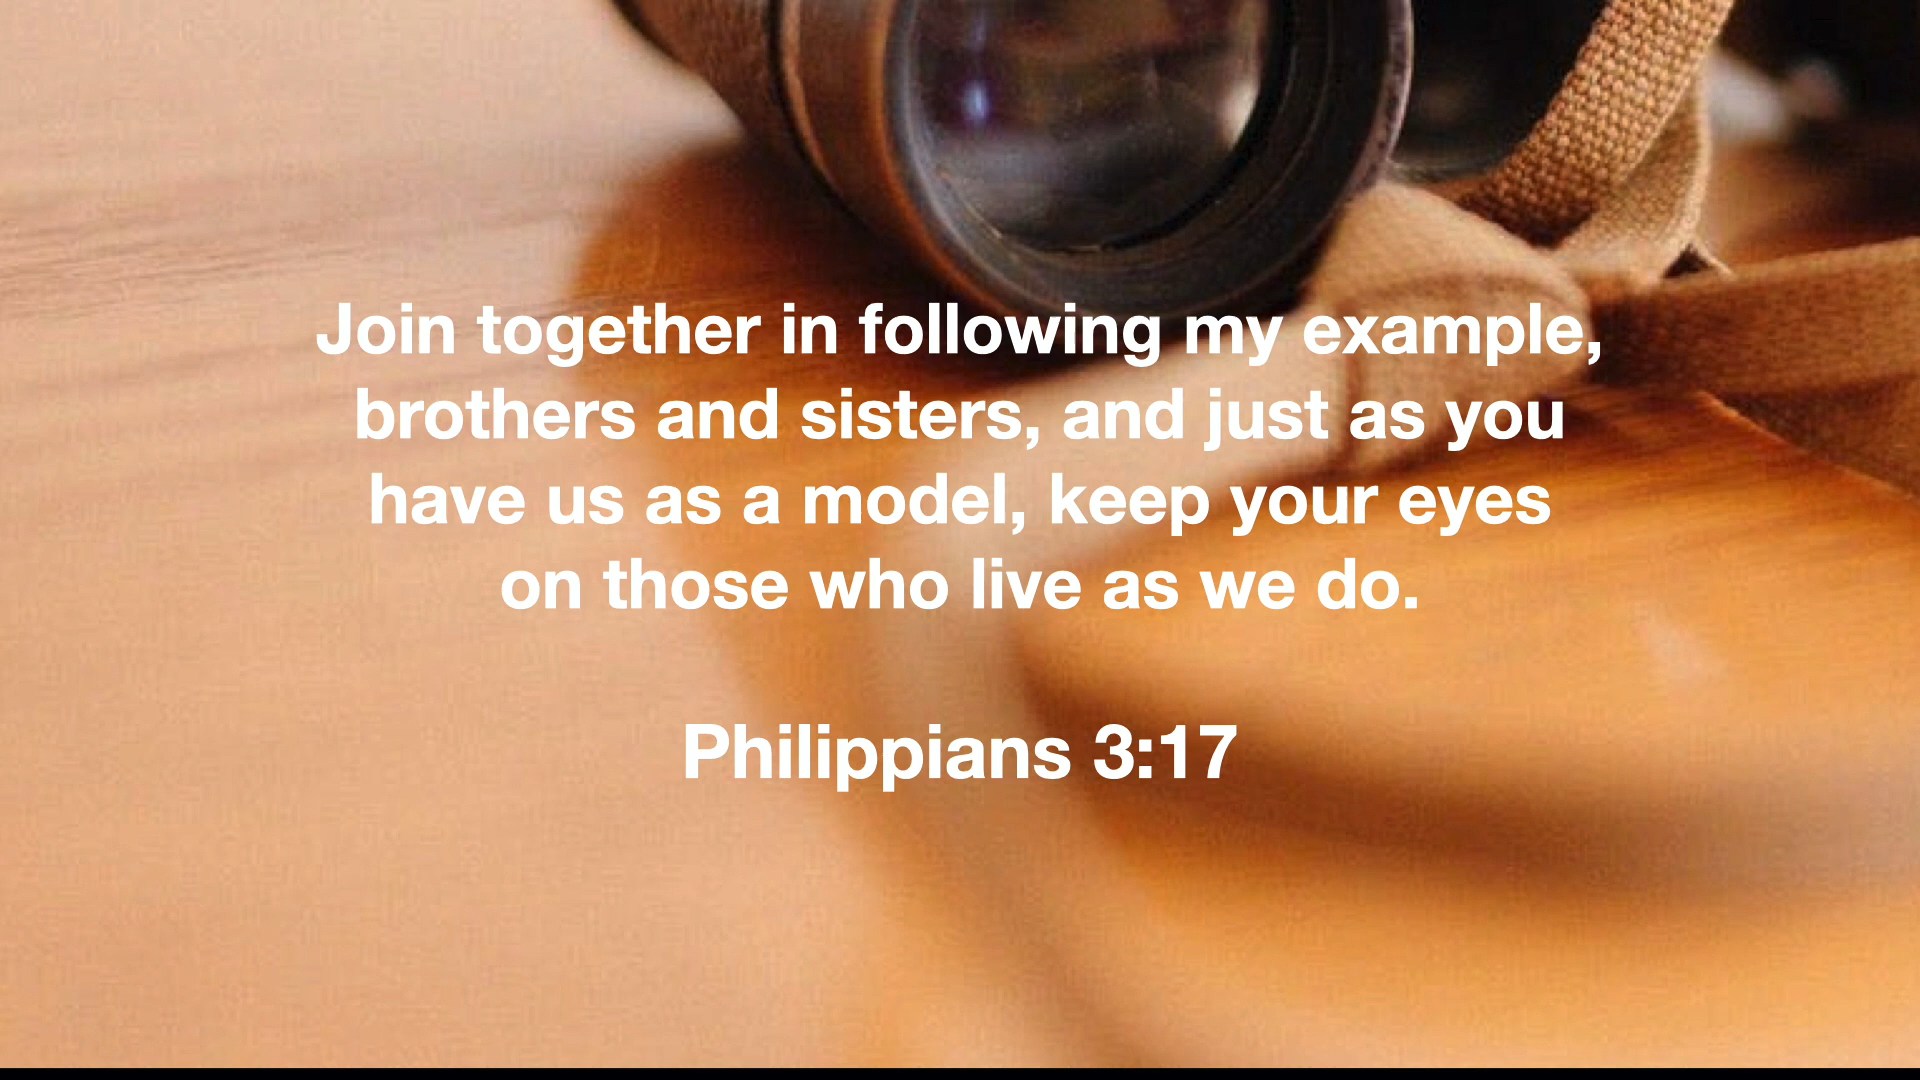 Join together in following my example,
brothers and sisters, and just as you
have us as a model, keep your eyes
on those who live as we do.
Philippians 3:17